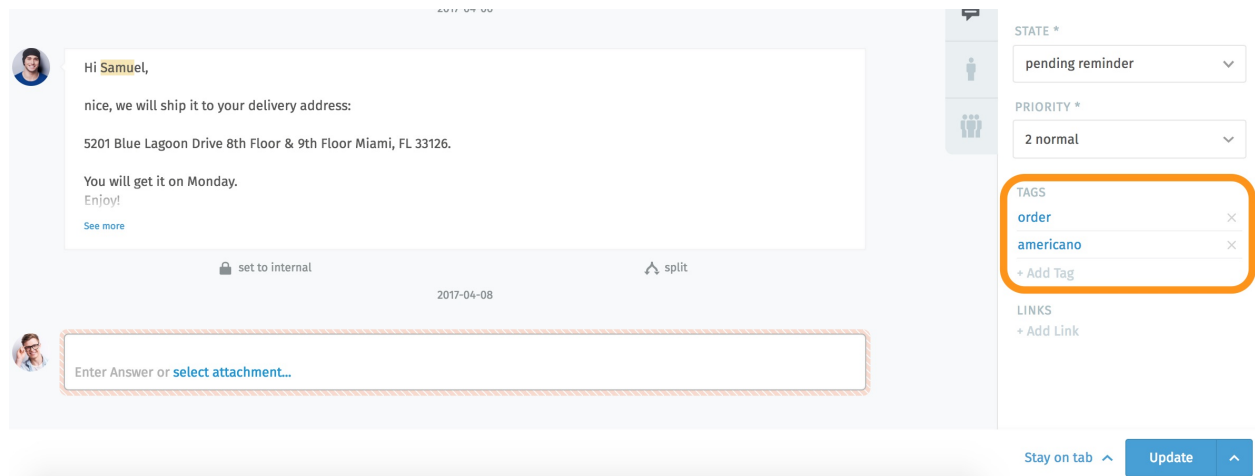 Hi Samuel,
nice, we will ship it to your delivery address:
5201 Blue Lagoon Drive 8th Floor & 9th Floor Miami, FL 33126.
You will get it on Monday.
Enjoy!
See more
set to internal
split
2017-04-08
Enter Answer or select attachment...
STATE *
pending reminder
PRIORITY *
2 normal
TAGS
order
americano
+ Add Tag
LINKS
+ Add Link
Stay on tab
Update